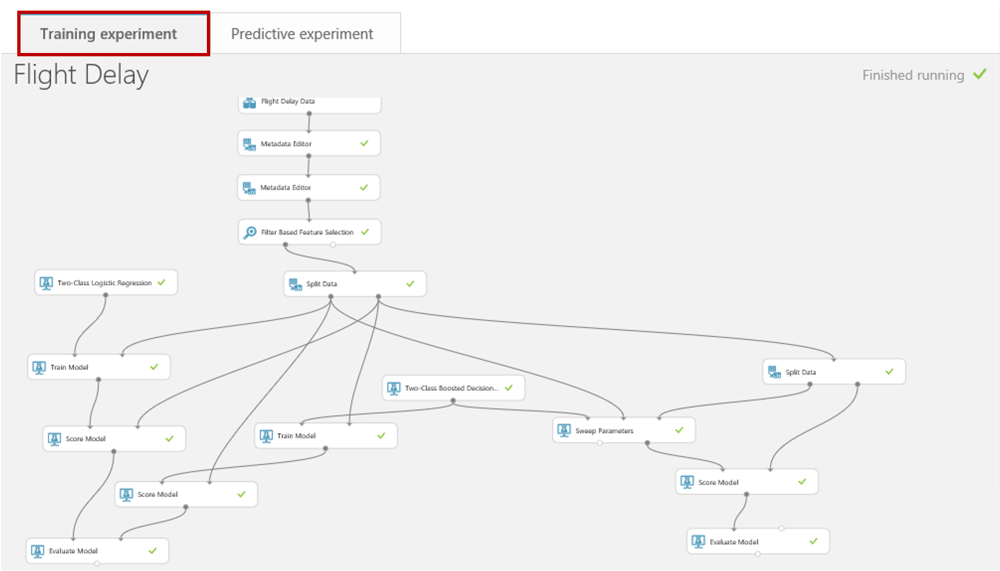 Training experiment
Predictive experiment
Flight Delay
Finished running
Flight Delay Data
Metadata Editor
Metadata Editor
Filter Based Feature Selection
Two-Class Logistic Regression
Split Data
Train Model
Split Data
Two-Class Boosted Decision...
Sweep Parameters
Train Model
Score Model
Score Model
Score Model
Evaluate Model
Evaluate Model